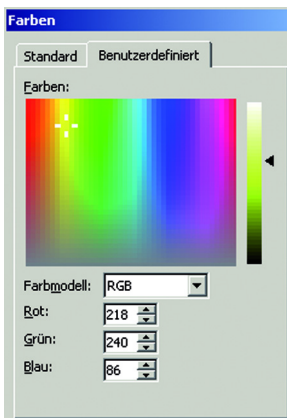 Farben
Standard Benutzerdefiniert
Farben:
Farbmodell: RGB
Rot: 218
Grün: 240
Blau: 86